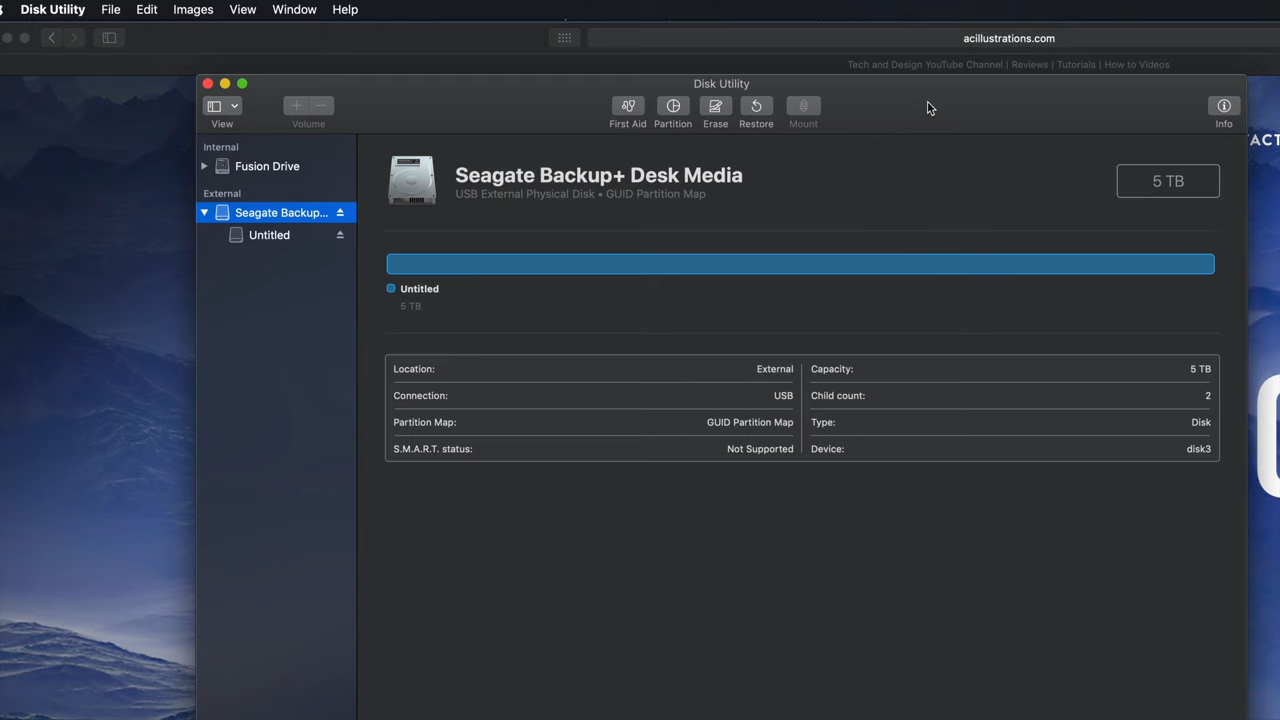 Disk Utility File Edit Images View Window Help
acillustrations.com
Tech and Design YouTube Channel | Reviews | Tutorials | How to Videos
Disk Utility
View Volume First Aid Partition Erase Restore Mount Info
Internal
Fusion Drive
External
Seagate Backup...
Untitled
Seagate Backup+ Desk Media
USB External Physical Disk • GUID Partition Map
5 TB
Untitled
5 TB
Location: External
Connection: USB
Partition Map: GUID Partition Map
S.M.A.R.T. status: Not Supported
Capacity: 5 TB
Child count: 2
Type: Disk
Device: disk3
ACT